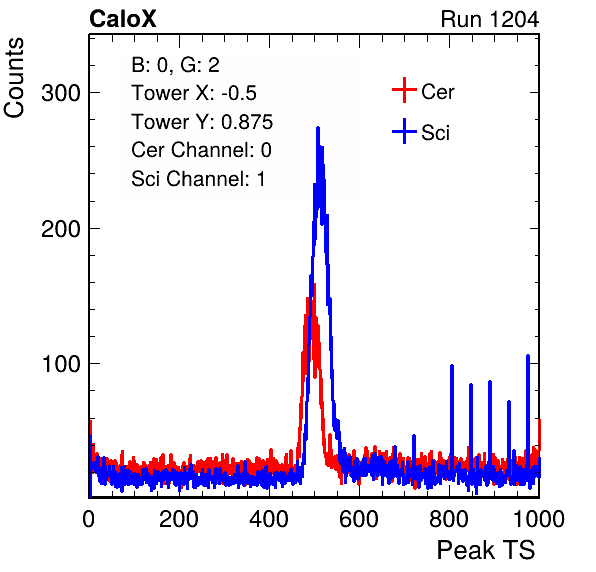 CaloX Run 1204
B: 0, G: 2
Tower X: -0.5
Tower Y: 0.875
Cer Channel: 0
Sci Channel: 1
Cer
Sci
Counts
300
200
100
0 200 400 600 800 1000
Peak TS